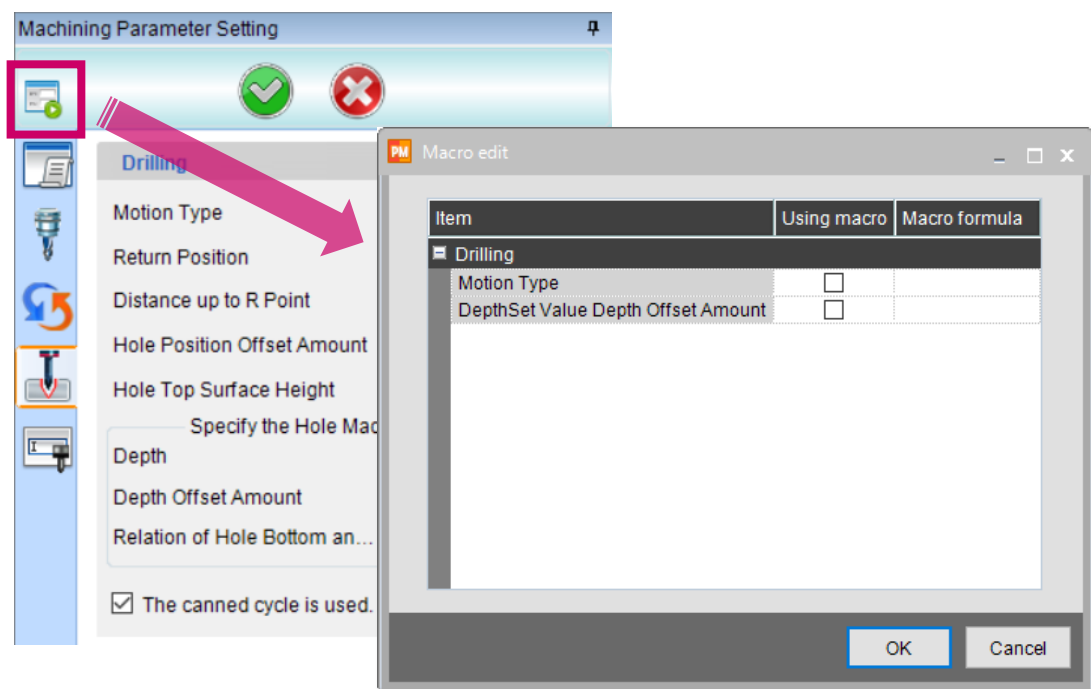 Machining Parameter Setting
Drilling
Motion Type
Return Position
Distance up to R Point
Hole Position Offset Amount
Hole Top Surface Height
Specify the Hole Mac
Depth
Depth Offset Amount
Relation of Hole Bottom an...
The canned cycle is used.
PM Macro edit
Item Using macro Macro formula
Drilling
Motion Type
DepthSet Value Depth Offset Amount
OK Cancel